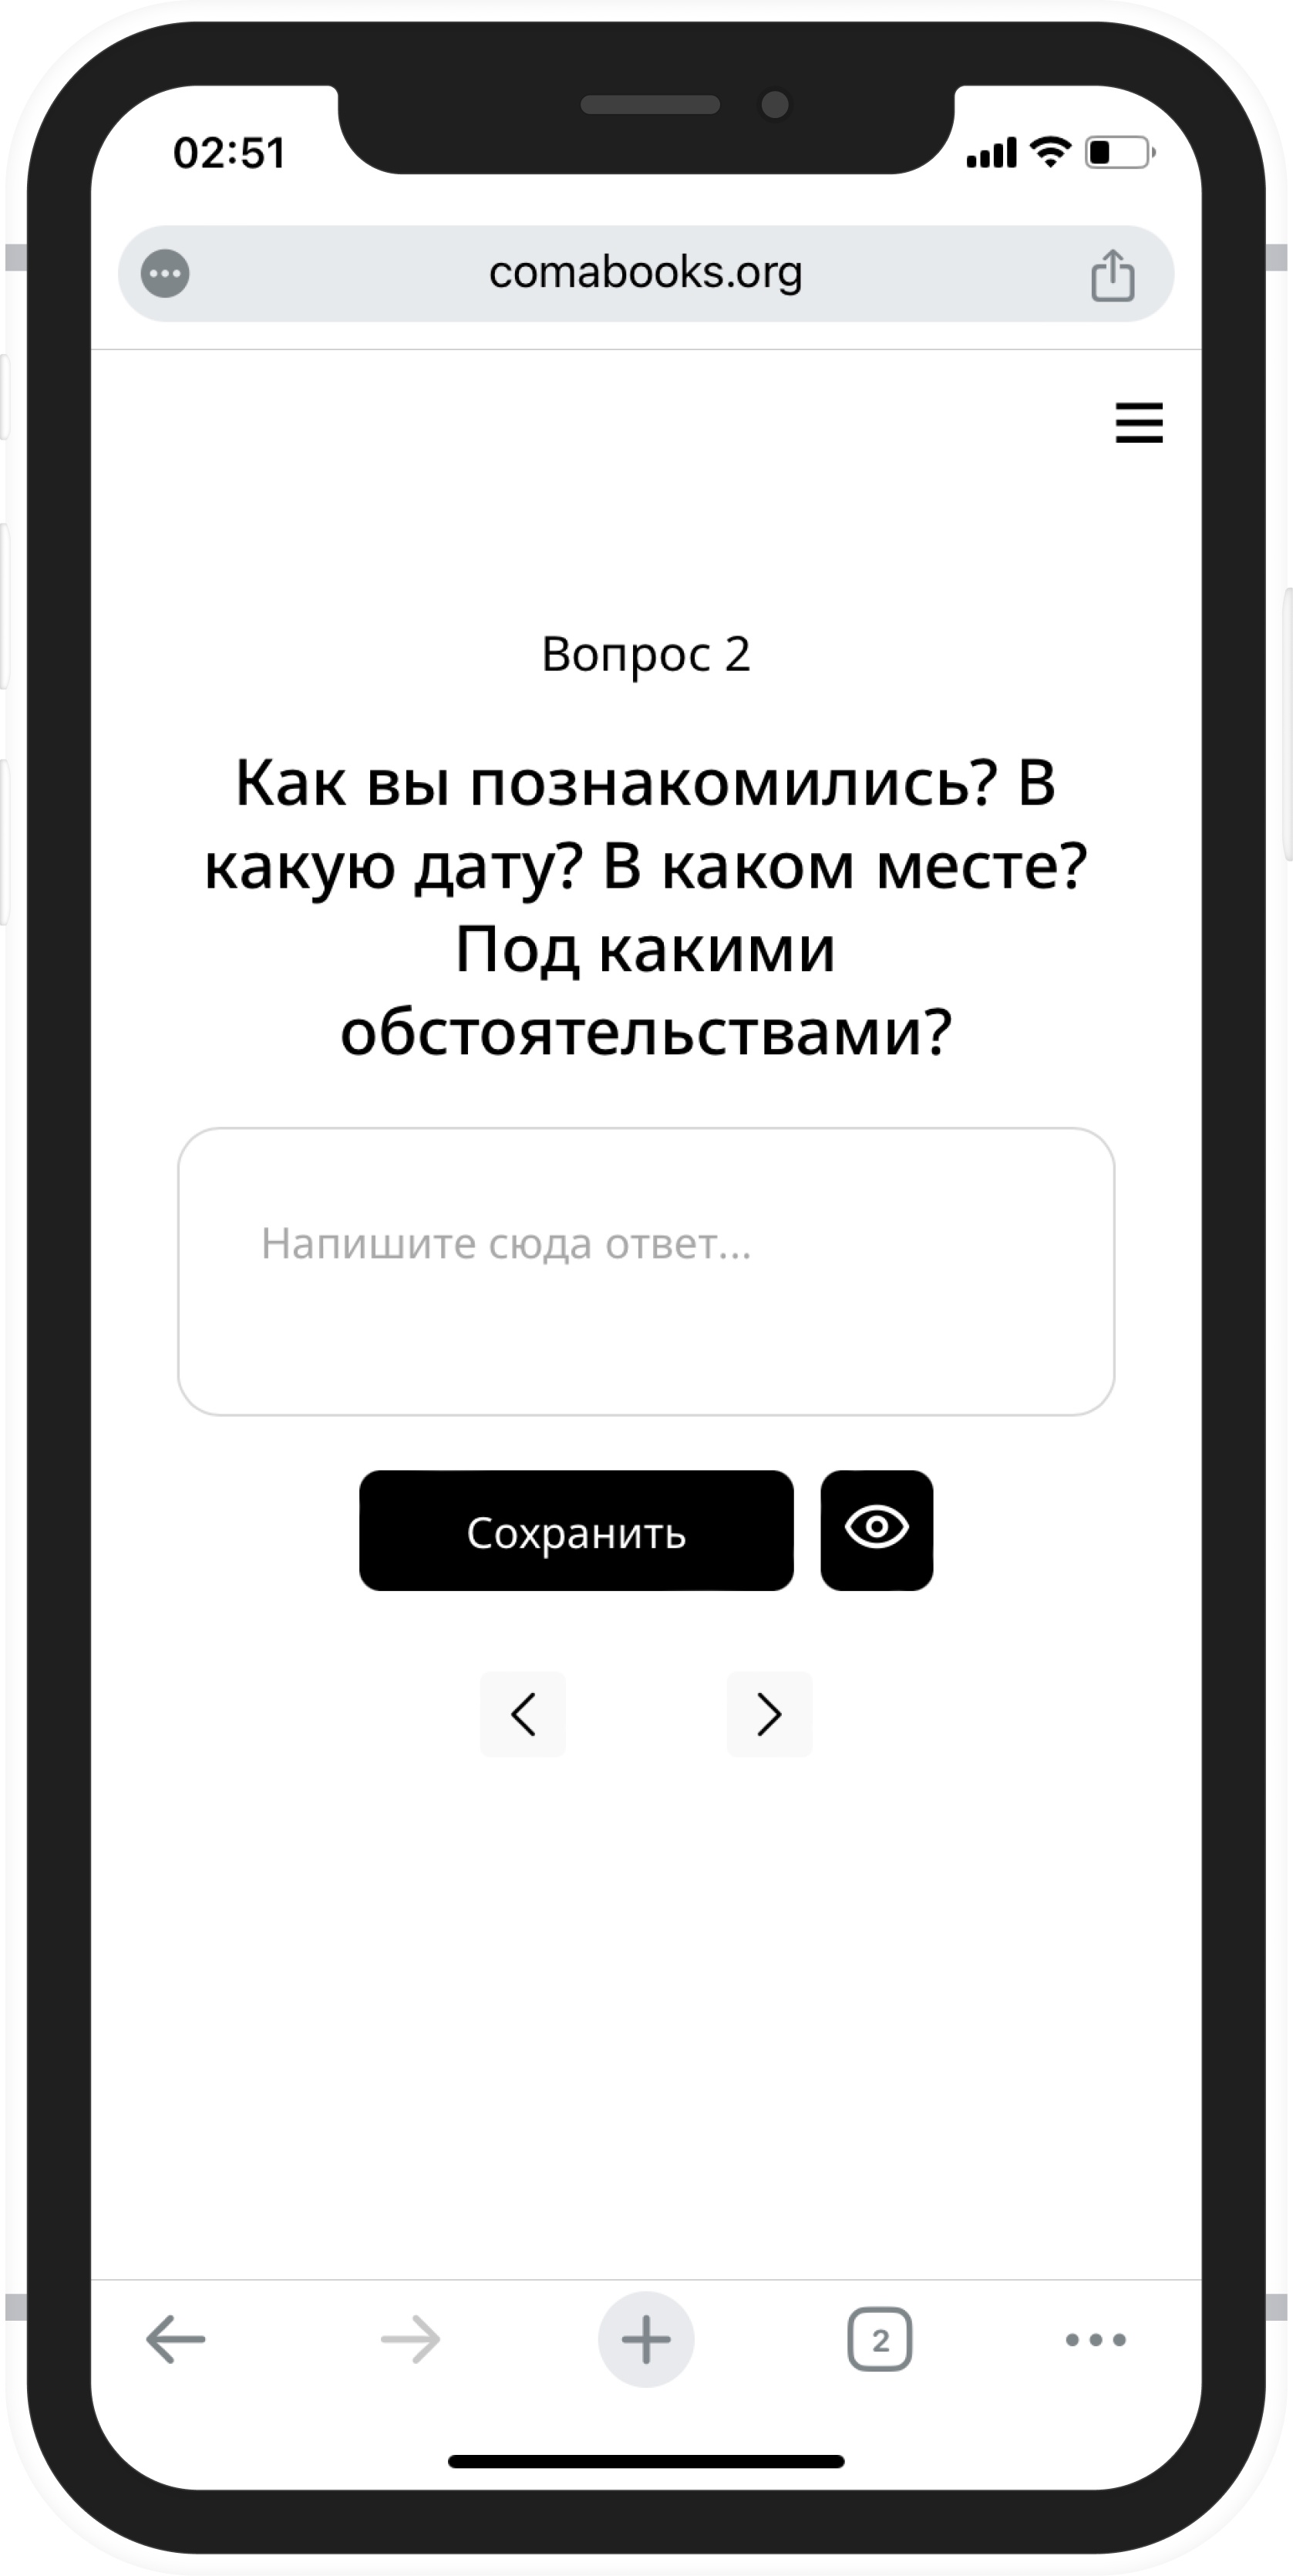 02:51
comabooks.org
Вопрос 2
Как вы познакомились? В
какую дату? В каком месте?
Под какими
обстоятельствами?
Напишите сюда ответ...
Сохранить
2